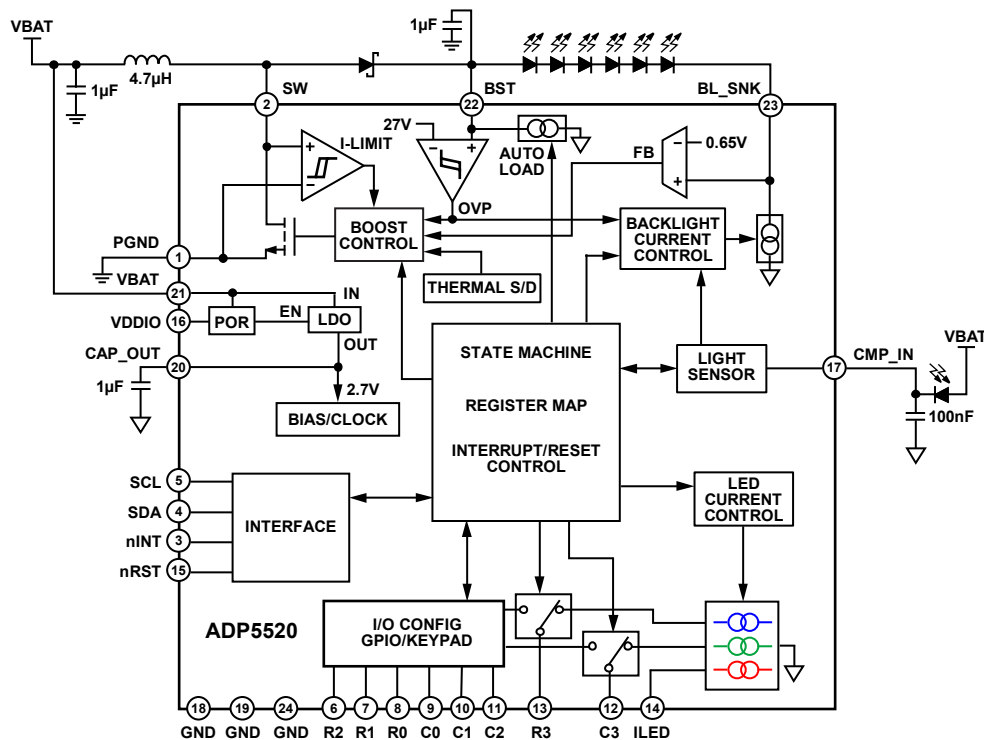 VBAT
1µF
4.7µH
1µF
SW
BST
BL_SNK
2
22
23
27V
−
+
AUTO
LOAD
FB
−
0.65V
+
I-LIMIT
+
−
OVP
BOOST
CONTROL
BACKLIGHT
CURRENT
CONTROL
PGND
1
VBAT
21
THERMAL S/D
IN
VDDIO
16
POR
EN
LDO
OUT
CAP_OUT
20
1µF
2.7V
BIAS/CLOCK
STATE MACHINE
REGISTER MAP
INTERRUPT/RESET
CONTROL
LIGHT
SENSOR
17
CMP_IN
VBAT
100nF
SCL
5
SDA
4
nINT
3
nRST
15
INTERFACE
LED
CURRENT
CONTROL
I/O CONFIG
GPIO/KEYPAD
ADP5520
18
19
24
6
7
8
9
10
11
13
12
14
GND
GND
GND
R2
R1
R0
C0
C1
C2
R3
C3
ILED